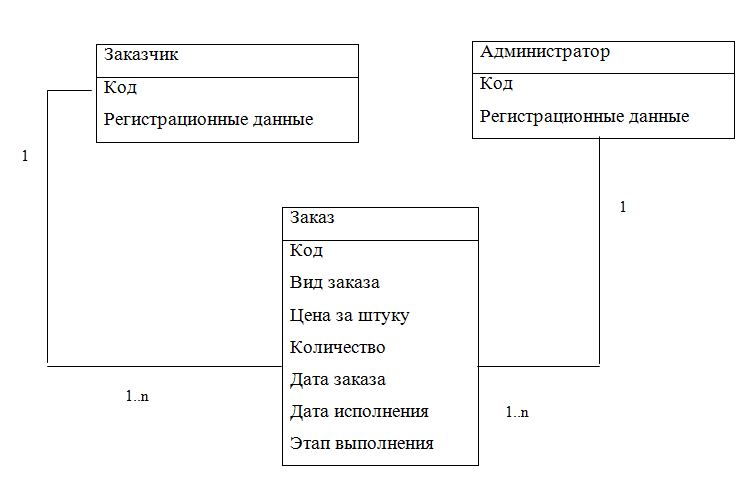 Заказчик
Код
Регистрационные данные
Администратор
Код
Регистрационные данные
1
1
Заказ
Код
Вид заказа
Цена за штуку
Количество
Дата заказа
Дата исполнения
Этап выполнения
1..n
1..n